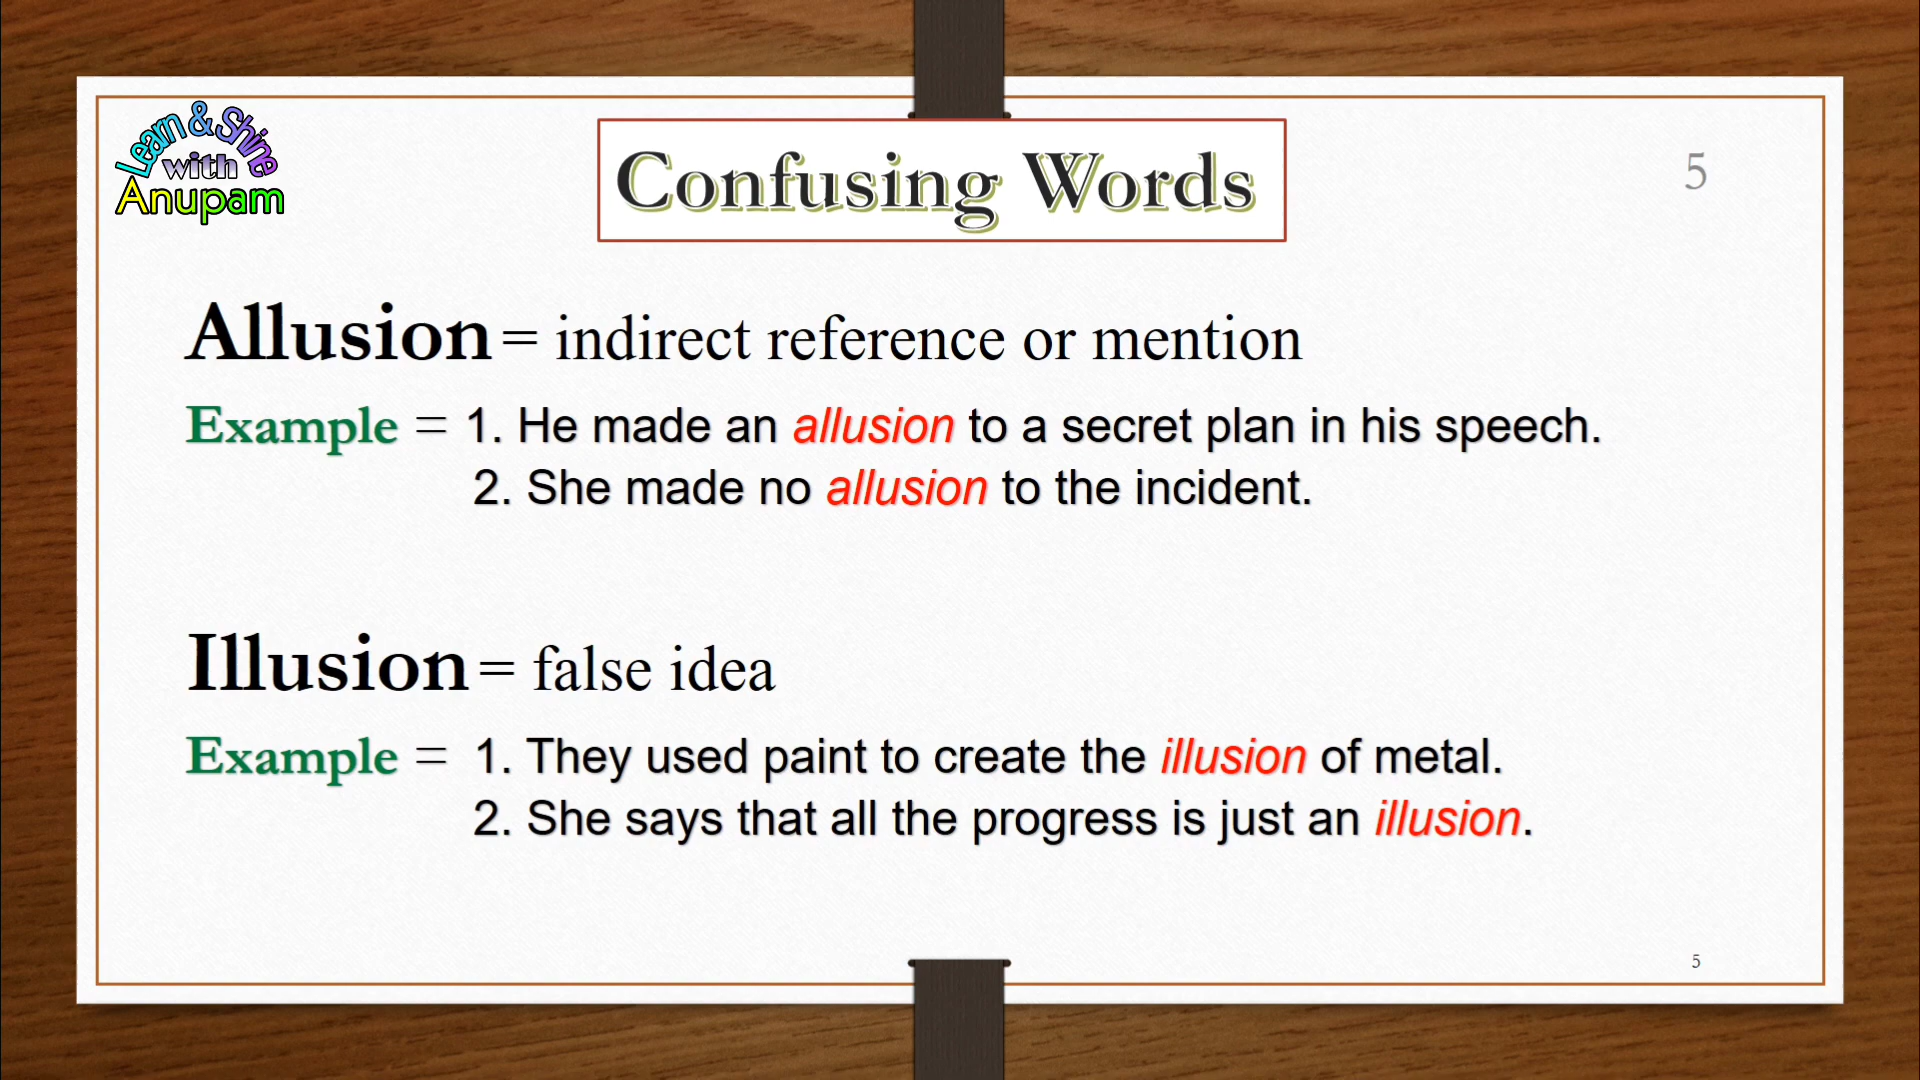 Learn & Shine
with
Anupam
Confusing Words
5
Allusion = indirect reference or mention
Example = 1. He made an allusion to a secret plan in his speech.
2. She made no allusion to the incident.
Illusion = false idea
Example = 1. They used paint to create the illusion of metal.
2. She says that all the progress is just an illusion.
5